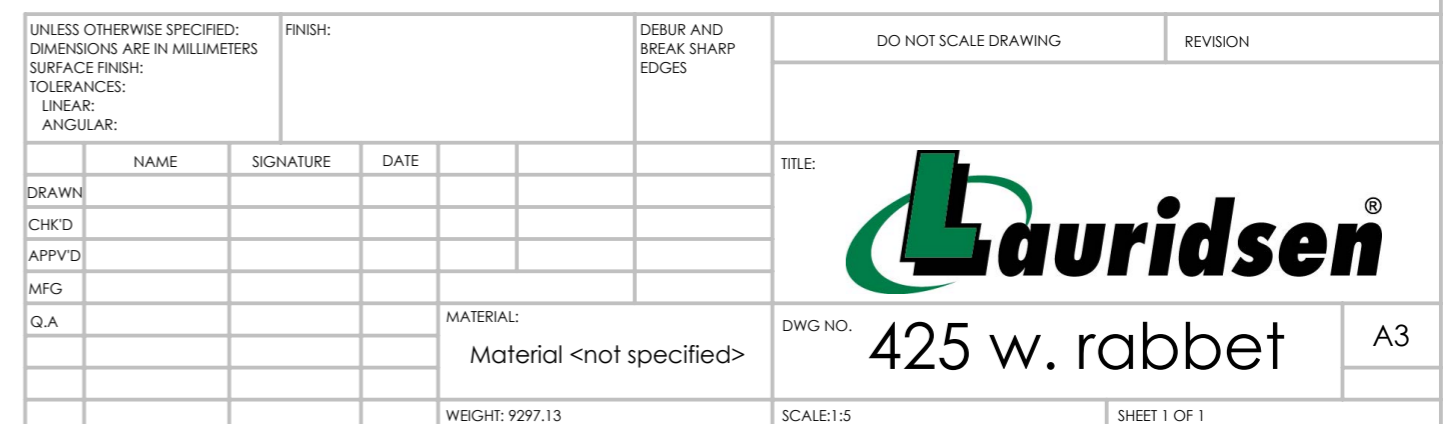 UNLESS OTHERWISE SPECIFIED:
DIMENSIONS ARE IN MILLIMETERS
SURFACE FINISH:
TOLERANCES:
LINEAR:
ANGULAR:
FINISH:
DEBUR AND
BREAK SHARP
EDGES
DO NOT SCALE DRAWING
REVISION
NAME
SIGNATURE
DATE
DRAWN
CHK'D
APPV'D
MFG
Q.A
TITLE:
Lauridsen®
MATERIAL:
Material <not specified>
DWG NO.
425 w. rabbet
A3
WEIGHT: 9297.13
SCALE:1:5
SHEET 1 OF 1